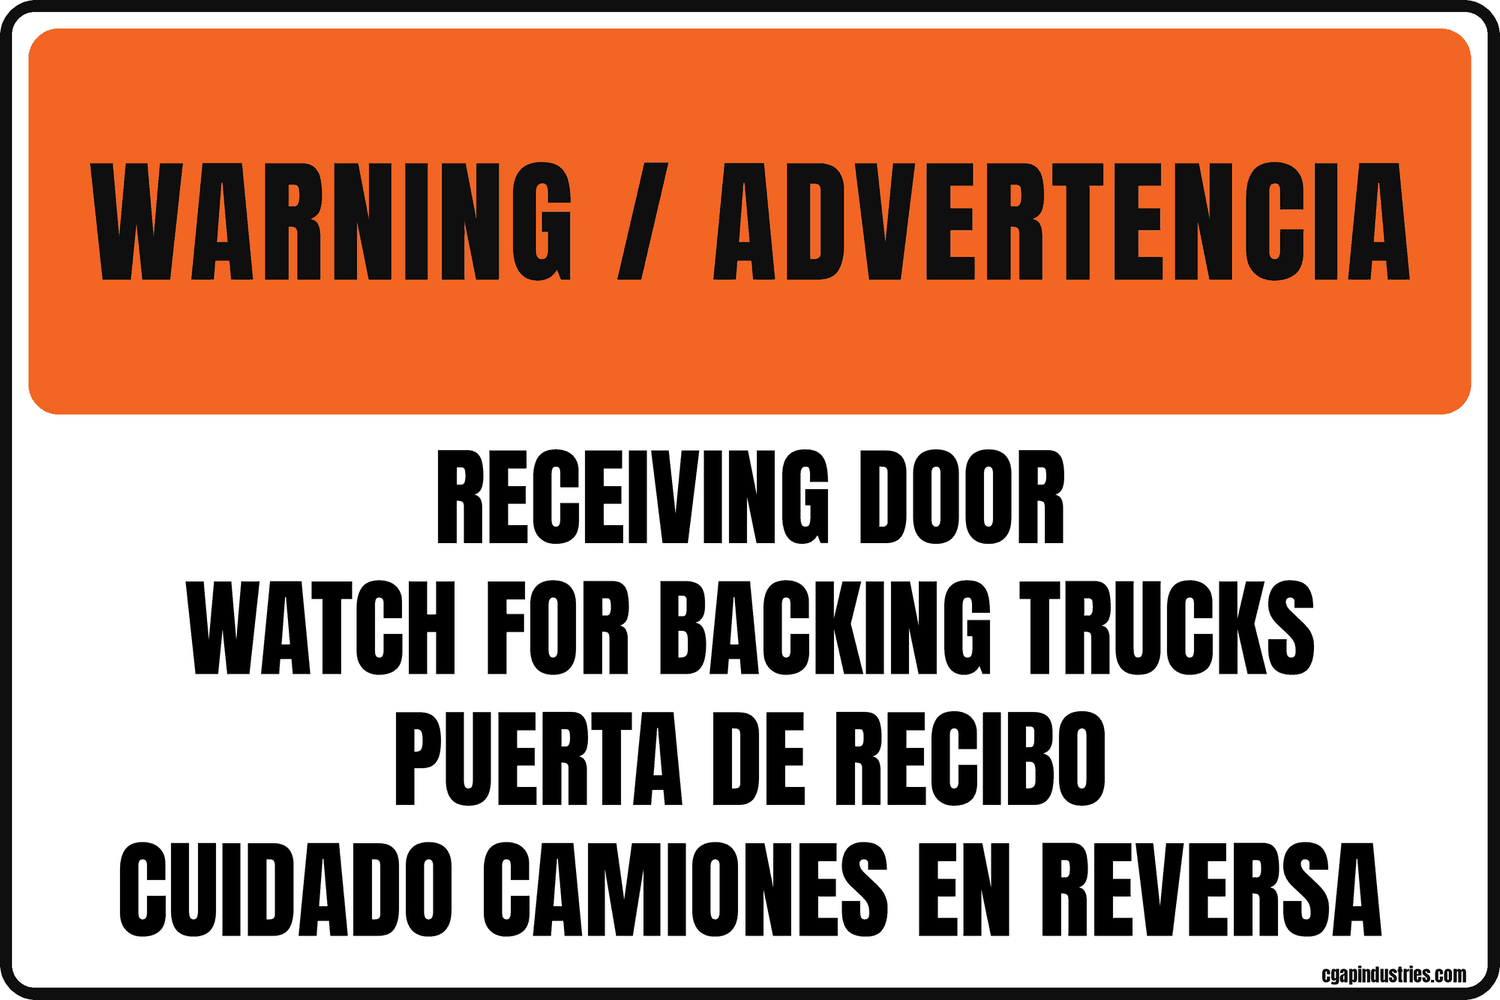 WARNING / ADVERTENCIA
RECEIVING DOOR
WATCH FOR BACKING TRUCKS
PUERTA DE RECIBO
CUIDADO CAMIONES EN REVERSA
cgapindustries.com